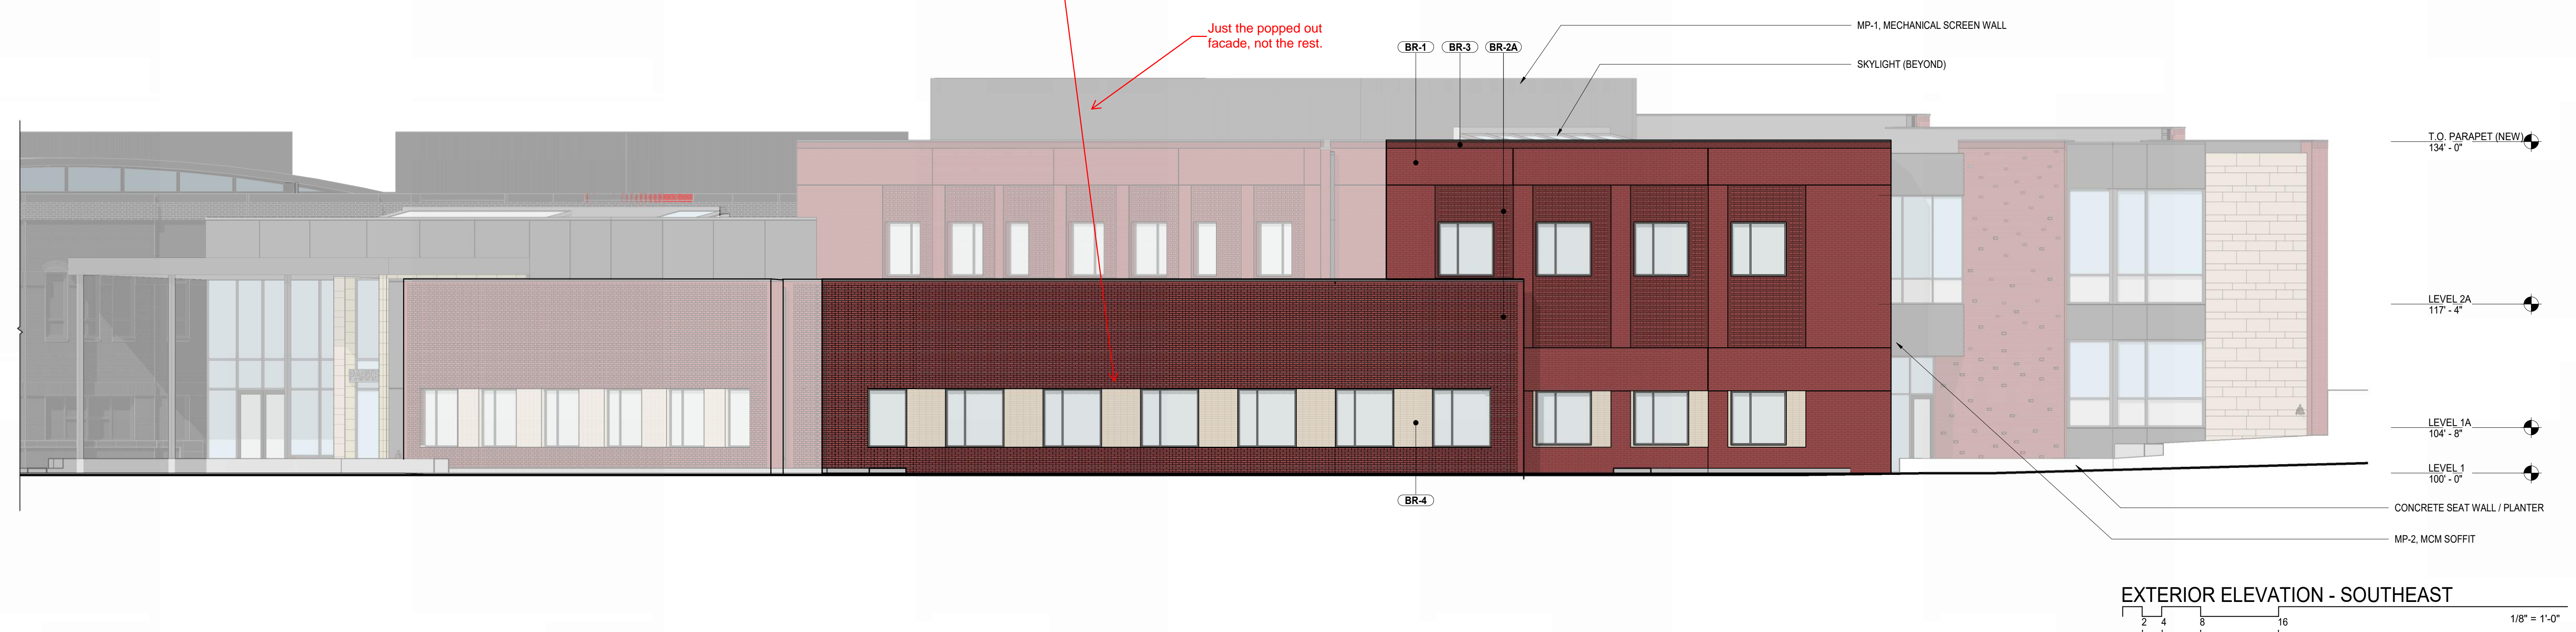 Just the popped out
facade, not the rest.
BR-1 BR-3 BR-2A
MP-1, MECHANICAL SCREEN WALL
SKYLIGHT (BEYOND)
T.O. PARAPET (NEW)
134' - 0"
LEVEL 2A
117' - 4"
LEVEL 1A
104' - 8"
LEVEL 1
100' - 0"
BR-4
CONCRETE SEAT WALL / PLANTER
MP-2, MCM SOFFIT
EXTERIOR ELEVATION - SOUTHEAST
2 4 8 16
1/8" = 1'-0"